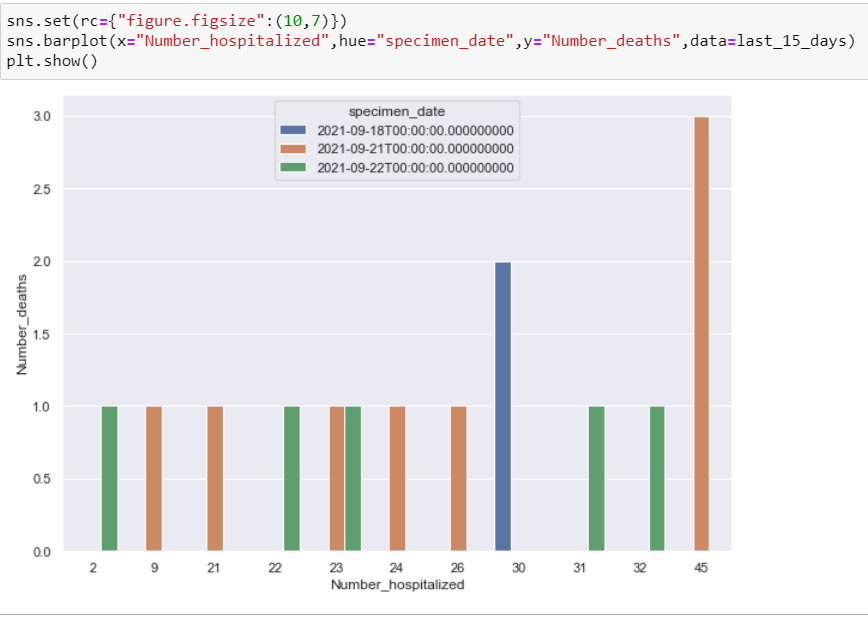 sns.set(rc={"figure.figsize":(10,7)})
sns.barplot(x="Number_hospitalized",hue="specimen_date",y="Number_deaths",data=last_15_days)
plt.show()
specimen_date
2021-09-18T00:00:00.000000000
2021-09-21T00:00:00.000000000
2021-09-22T00:00:00.000000000
3.0
2.5
2.0
1.5
1.0
0.5
0.0
Number_deaths
2 9 21 22 23 24 26 30 31 32 45
Number_hospitalized